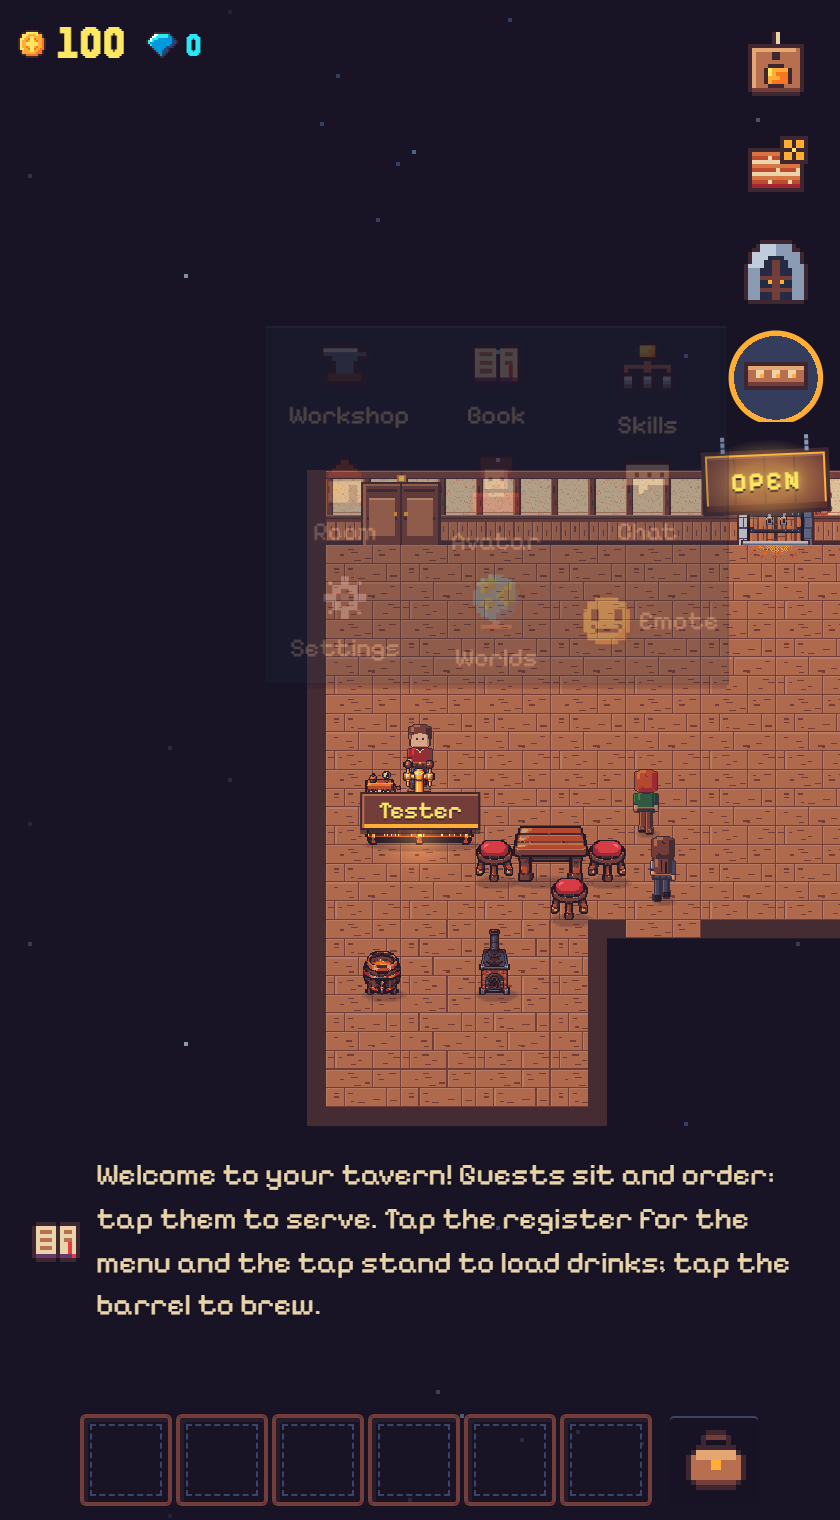 100 0
Workshop Book Skills
OPEN
Room Avatar Chat
Settings Worlds Emote
Tester
Welcome to your tavern! Guests sit and order:
tap them to serve. Tap the register for the
menu and the tap stand to load drinks; tap the
barrel to brew.